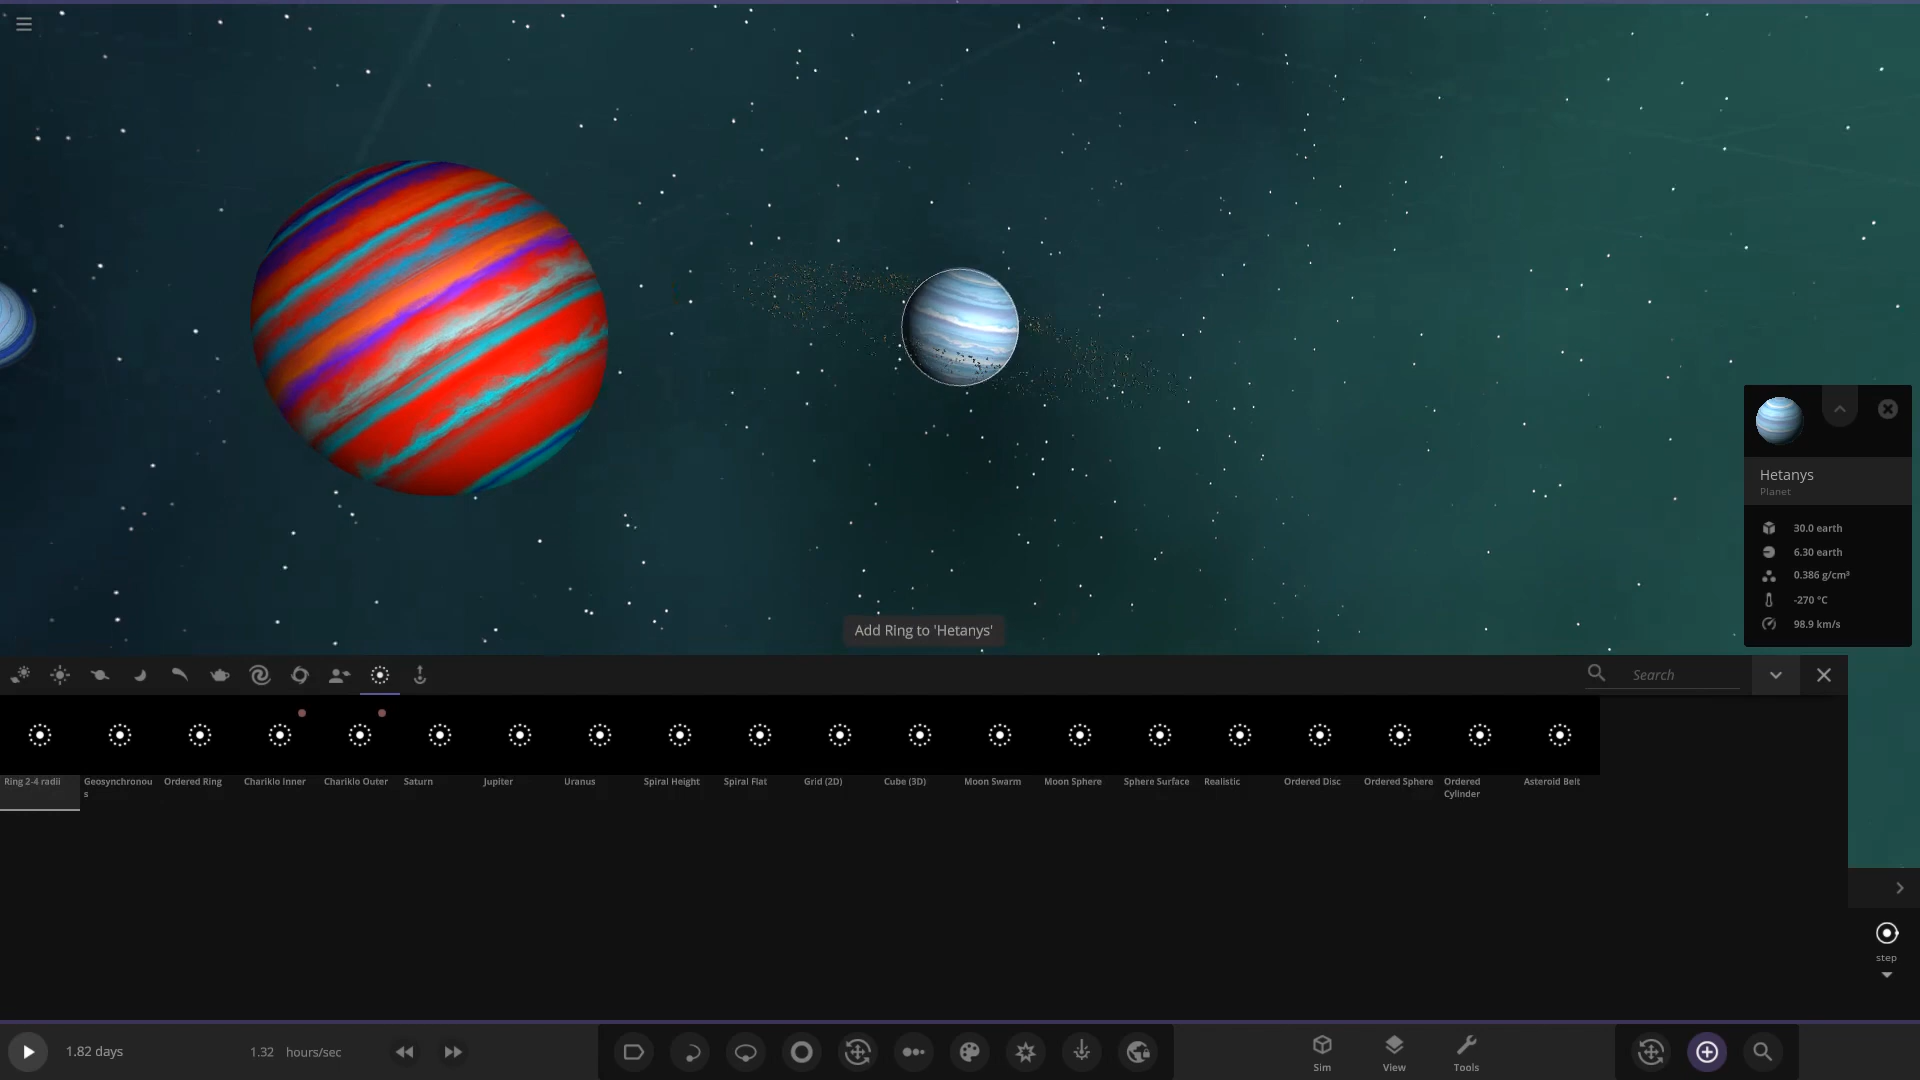 Hetanys
Planet
30.0 earth
6.30 earth
0.386 g/cm³
-270 °C
98.9 km/s
Add Ring to 'Hetanys'
Search
Ring 2-4 radii
Geosynchronou
s
Ordered Ring
Chariklo Inner
Chariklo Outer
Saturn
Jupiter
Uranus
Spiral Height
Spiral Flat
Grid (2D)
Cube (3D)
Moon Swarm
Moon Sphere
Sphere Surface
Realistic
Ordered Disc
Ordered Sphere
Ordered
Cylinder
Asteroid Belt
step
1.82 days
1.32 hours/sec
Sim
View
Tools